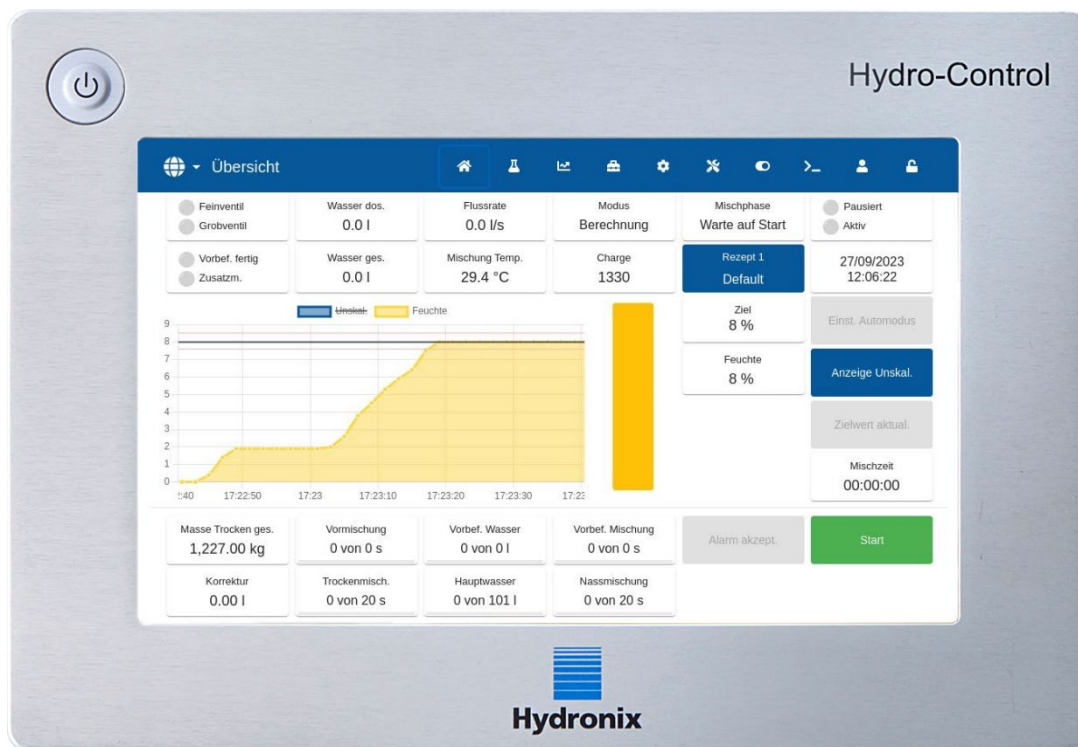 Hydro-Control
Übersicht
Feinventil
Grobventil
Wasser dos.
0.0 l
Flussrate
0.0 l/s
Modus
Berechnung
Mischphase
Warte auf Start
Pausiert
Aktiv
Vorbef. fertig
Zusatzm.
Wasser ges.
0.0 l
Mischung Temp.
29.4 °C
Charge
1330
Rezept 1
Default
27/09/2023
12:06:22
Unskal.
Feuchte
9
8
7
6
5
4
3
2
1
0
:40
17:22:50
17:23
17:23:10
17:23:20
17:23:30
17:23
Ziel
8 %
Einst. Automodus
Feuchte
8 %
Anzeige Unskal.
Zielwert aktual.
Mischzeit
00:00:00
Masse Trocken ges.
1,227.00 kg
Vormischung
0 von 0 s
Vorbef. Wasser
0 von 0 l
Vorbef. Mischung
0 von 0 s
Alarm akzept.
Start
Korrektur
0.00 l
Trockenmisch.
0 von 20 s
Hauptwasser
0 von 101 l
Nassmischung
0 von 20 s
Hydronix